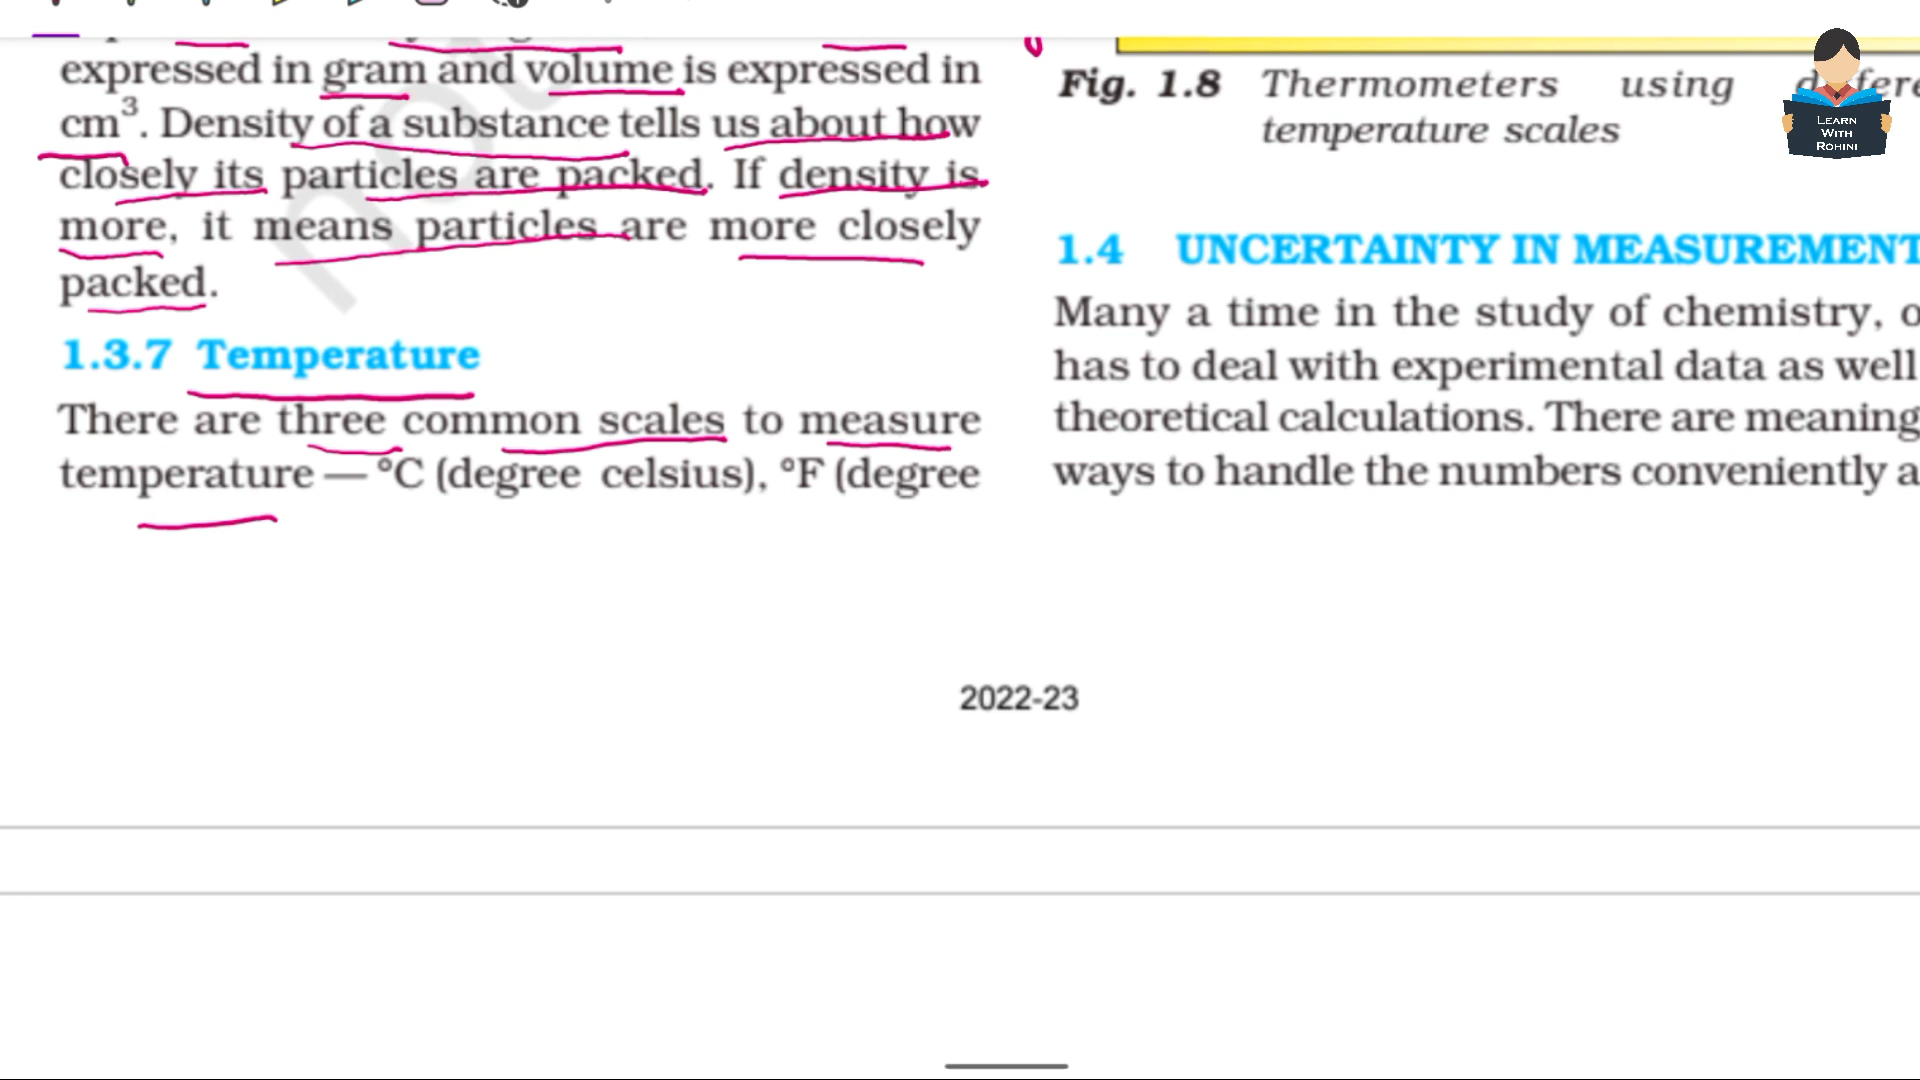 expressed in gram and volume is expressed in
cm³. Density of a substance tells us about how
closely its particles are packed. If density is
more, it means particles are more closely
packed.
1.3.7 Temperature
There are three common scales to measure
temperature — °C (degree celsius), °F (degree
Fig. 1.8 Thermometers using
temperature scales
1.4 UNCERTAINTY IN MEASUREMENT
Many a time in the study of chemistry,
has to deal with experimental data as well
theoretical calculations. There are meaning
ways to handle the numbers conveniently
2022-23
LEARN
WITH
ROHINI